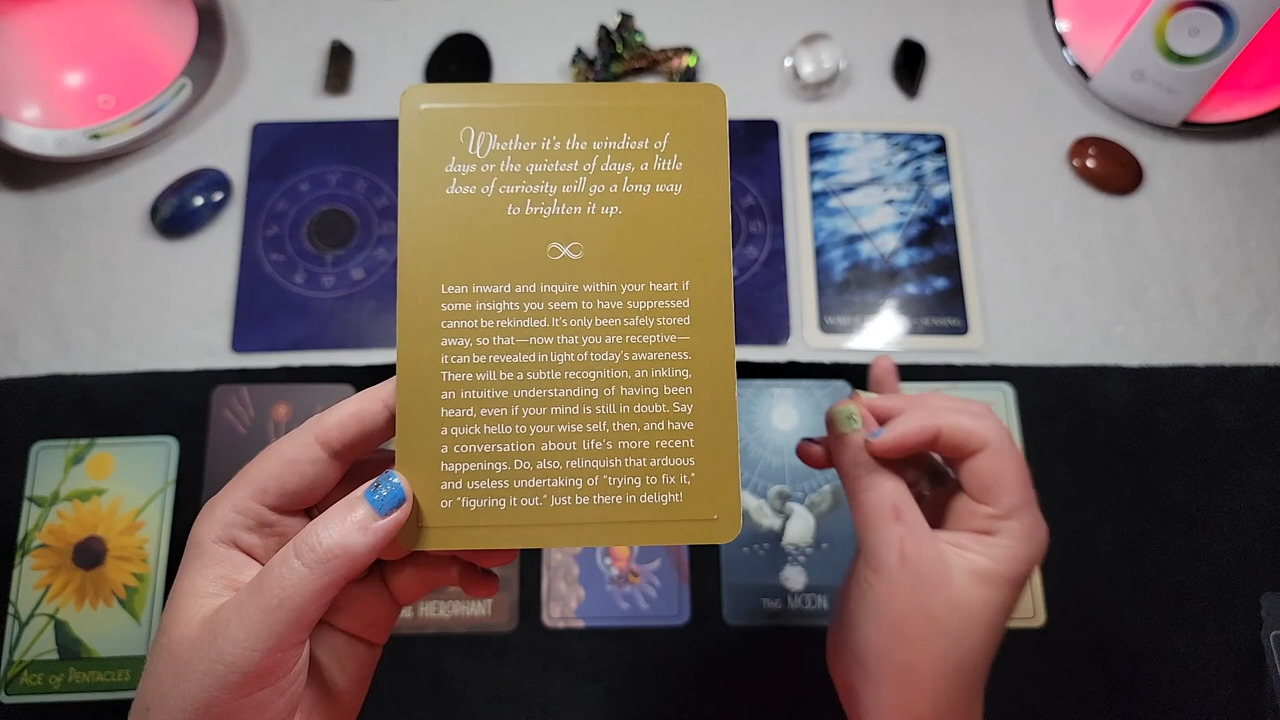 Whether it's the windiest of
days or the quietest of days, a little
dose of curiosity will go a long way
to brighten it up.
Lean inward and inquire within your heart if
some insights you seem to have suppressed
cannot be rekindled. It's only been safely stored
away, so that—now that you are receptive—
it can be revealed in light of today's awareness.
There will be a subtle recognition, an inkling,
an intuitive understanding of having been
heard, even if your mind is still in doubt. Say
a quick hello to your wise self, then, and have
a conversation about life's more recent
happenings. Do, also, relinquish that arduous
and useless undertaking of "trying to fix it,"
or "figuring it out." Just be there in delight!
SENSING
HIEROPHANT
THE MOON
ACE of PENTACLES